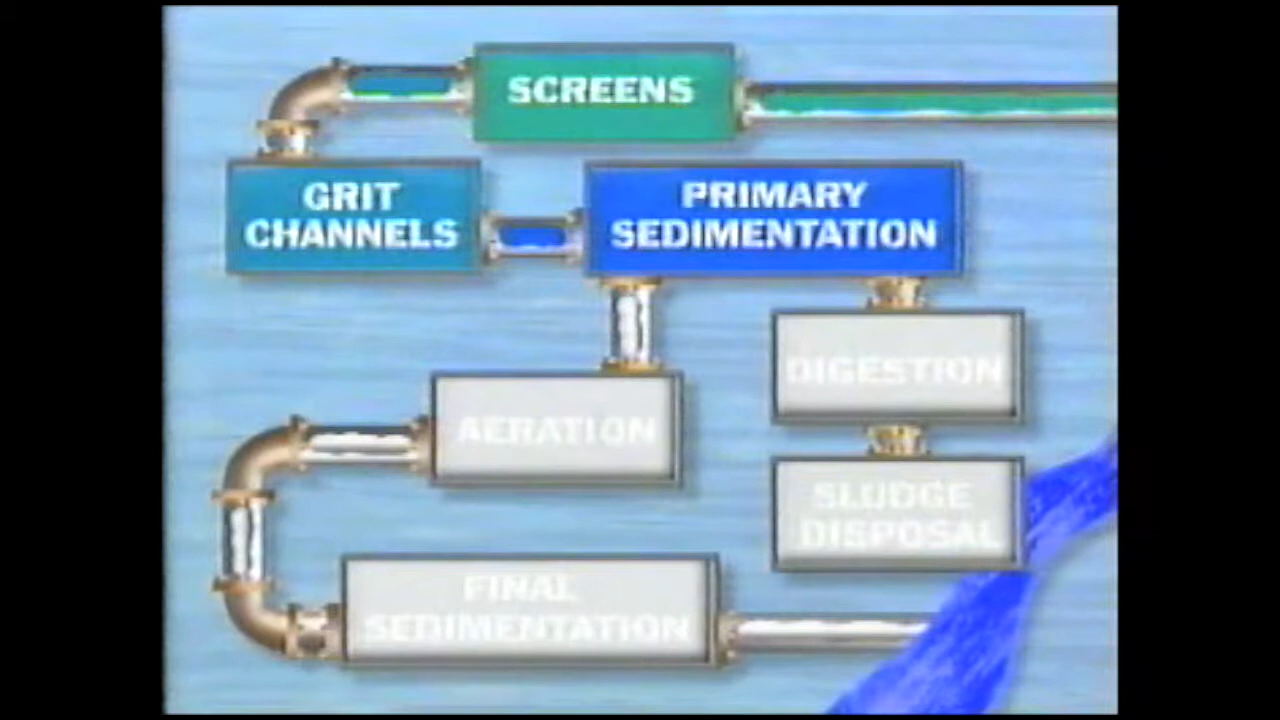 SCREENS
GRIT
CHANNELS
PRIMARY
SEDIMENTATION
DIGESTION
AERATION
SLUDGE
DISPOSAL
FINAL
SEDIMENTATION